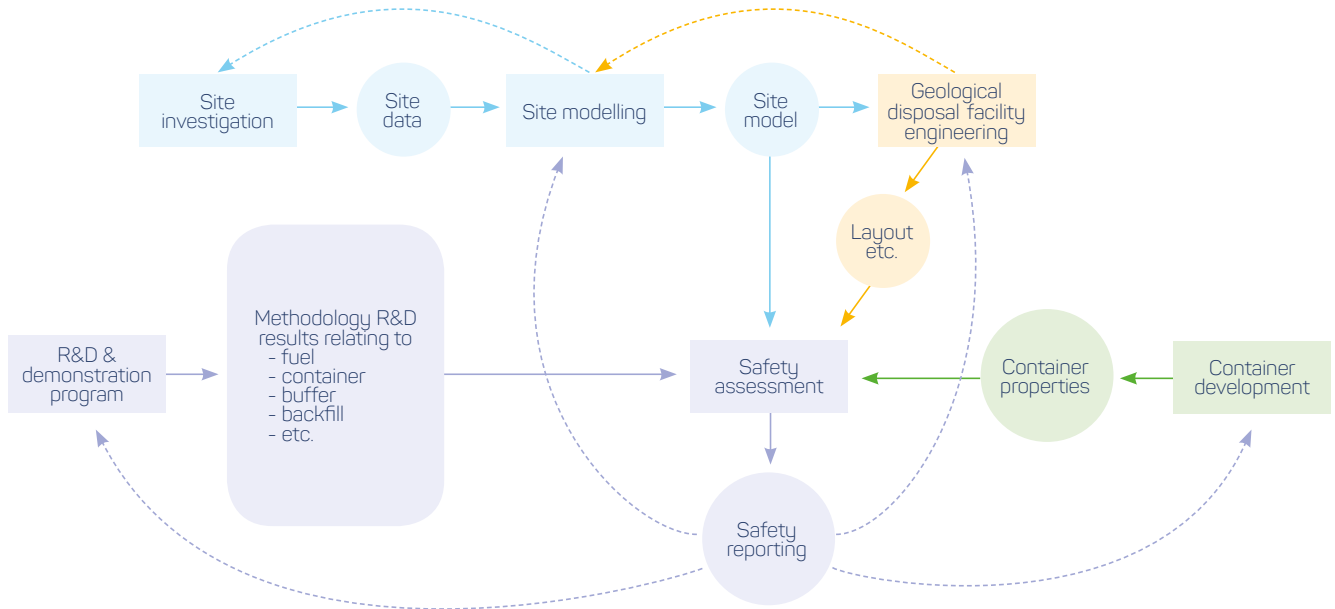 Site
investigation
Site
data
Site modelling
Site
model
Geological
disposal facility
engineering
Layout
etc.
Methodology R&D
results relating to
- fuel
- container
- buffer
- backfill
- etc.
R&D &
demonstration
program
Safety
assessment
Container
properties
Container
development
Safety
reporting